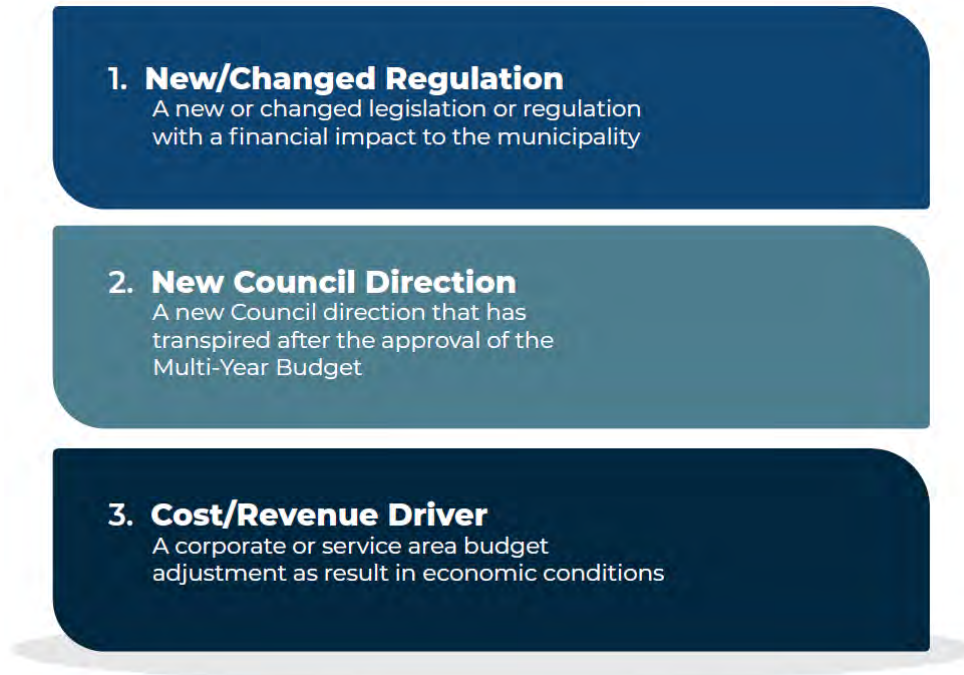 1. New/Changed Regulation
A new or changed legislation or regulation
with a financial impact to the municipality
2. New Council Direction
A new Council direction that has
transpired after the approval of the
Multi-Year Budget
3. Cost/Revenue Driver
A corporate or service area budget
adjustment as result in economic conditions